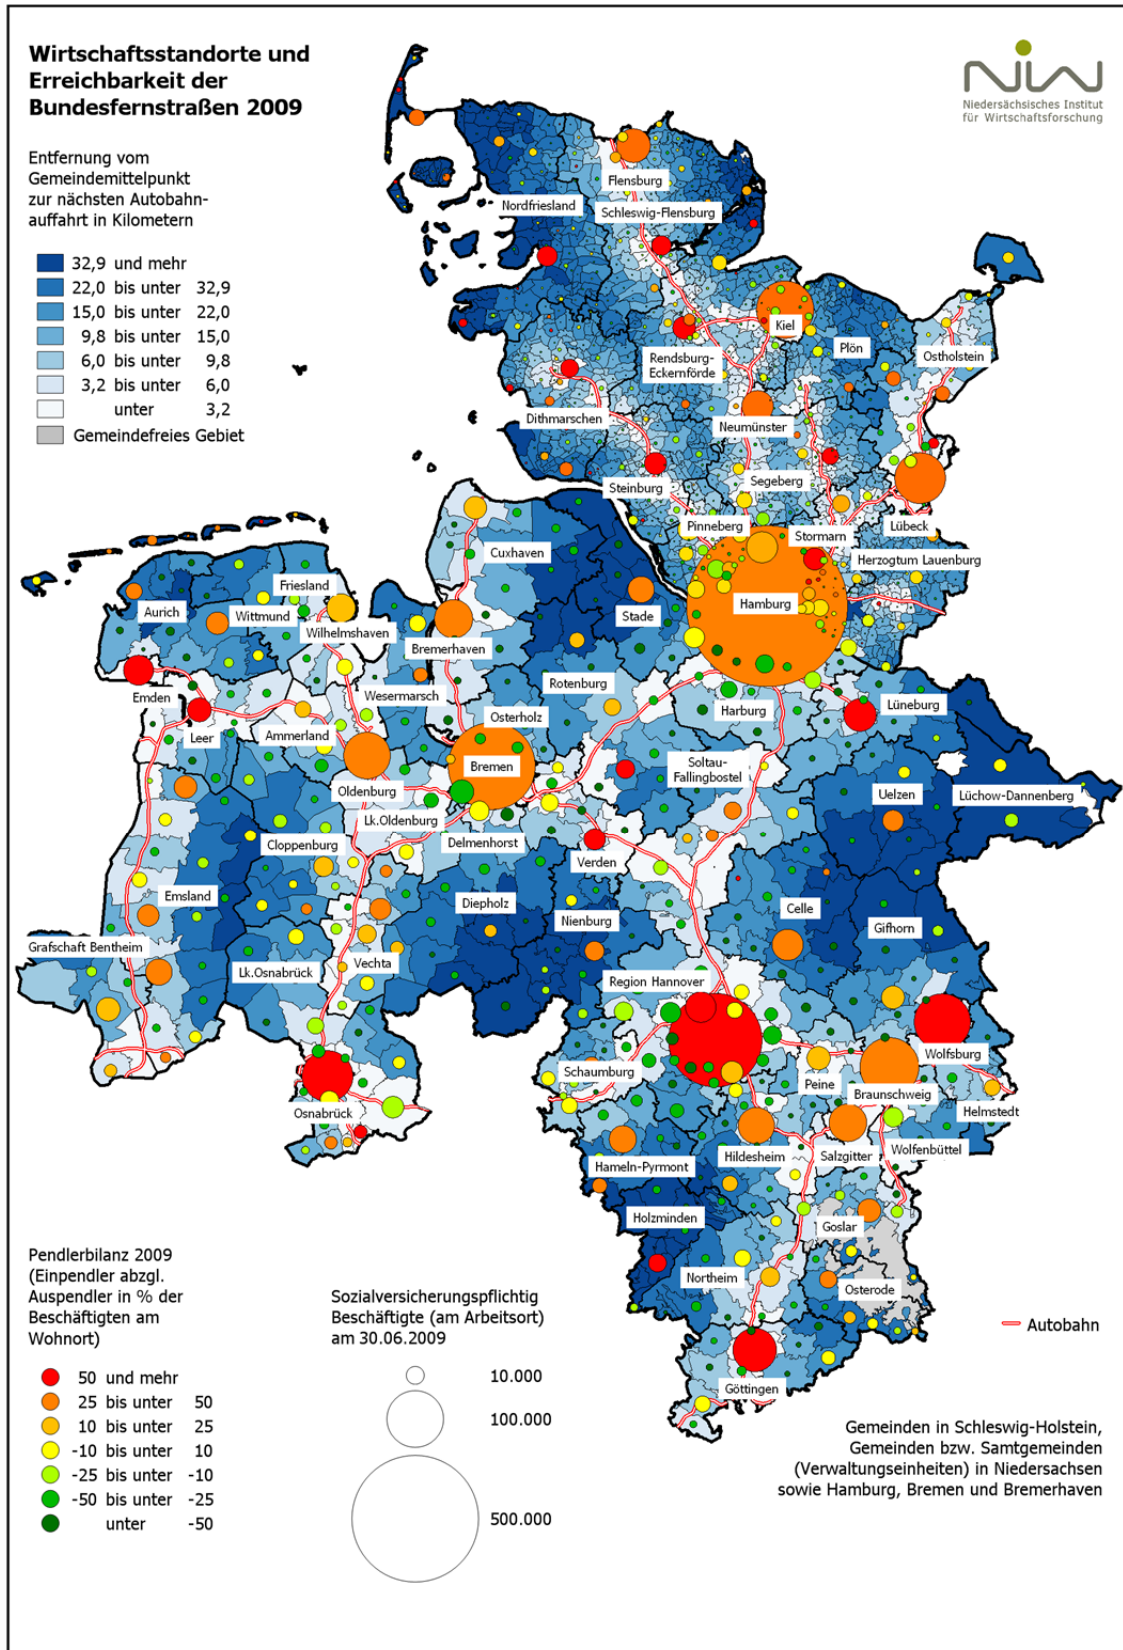 Wirtschaftsstandorte und
Erreichbarkeit der
Bundesfernstraßen 2009
NIW
Niedersächsisches Institut
für Wirtschaftsforschung
Entfernung vom
Gemeindemittelpunkt
zur nächsten Autobahn-
auffahrt in Kilometern
32,9 und mehr
22,0 bis unter 32,9
15,0 bis unter 22,0
9,8 bis unter 15,0
6,0 bis unter 9,8
3,2 bis unter 6,0
unter 3,2
Gemeindefreies Gebiet
Flensburg
Nordfriesland
Schleswig-Flensburg
Kiel
Plön
Ostholstein
Rendsburg-
Eckernförde
Dithmarschen
Neumünster
Steinburg
Segeberg
Pinneberg
Stormarn
Lübeck
Herzogtum Lauenburg
Cuxhaven
Friesland
Aurich
Wittmund
Wilhelmshaven
Bremerhaven
Stade
Hamburg
Emden
Wesermarsch
Rotenburg
Leer
Ammerland
Osterholz
Harburg
Lüneburg
Bremen
Soltau-
Fallingbostel
Oldenburg
Uelzen
Lüchow-Dannenberg
Lk.Oldenburg
Cloppenburg
Delmenhorst
Verden
Emsland
Diepholz
Nienburg
Celle
Gifhorn
Grafschaft Bentheim
Lk.Osnabrück
Vechta
Region Hannover
Schaumburg
Peine
Wolfsburg
Braunschweig
Osnabrück
Helmstedt
Hameln-Pyrmont
Hildesheim
Salzgitter
Wolfenbüttel
Holzminden
Goslar
Northeim
Osterode
Göttingen
Autobahn
Pendlerbilanz 2009
(Einpendler abzgl.
Auspendler in % der
Beschäftigten am
Wohnort)
50 und mehr
25 bis unter 50
10 bis unter 25
-10 bis unter 10
-25 bis unter -10
-50 bis unter -25
unter -50
Sozialversicherungspflichtig
Beschäftigte (am Arbeitsort)
am 30.06.2009
10.000
100.000
500.000
Gemeinden in Schleswig-Holstein,
Gemeinden bzw. Samtgemeinden
(Verwaltungseinheiten) in Niedersachsen
sowie Hamburg, Bremen und Bremerhaven